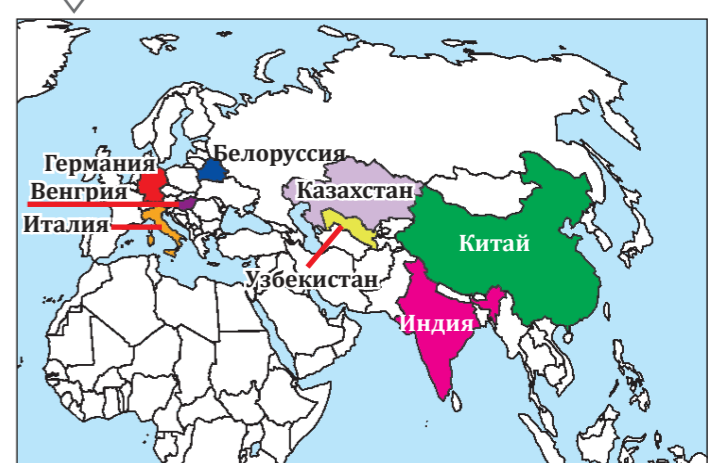 Германия
Белоруссия
Венгрия
Казахстан
Италия
Китай
Узбекистан
Индия